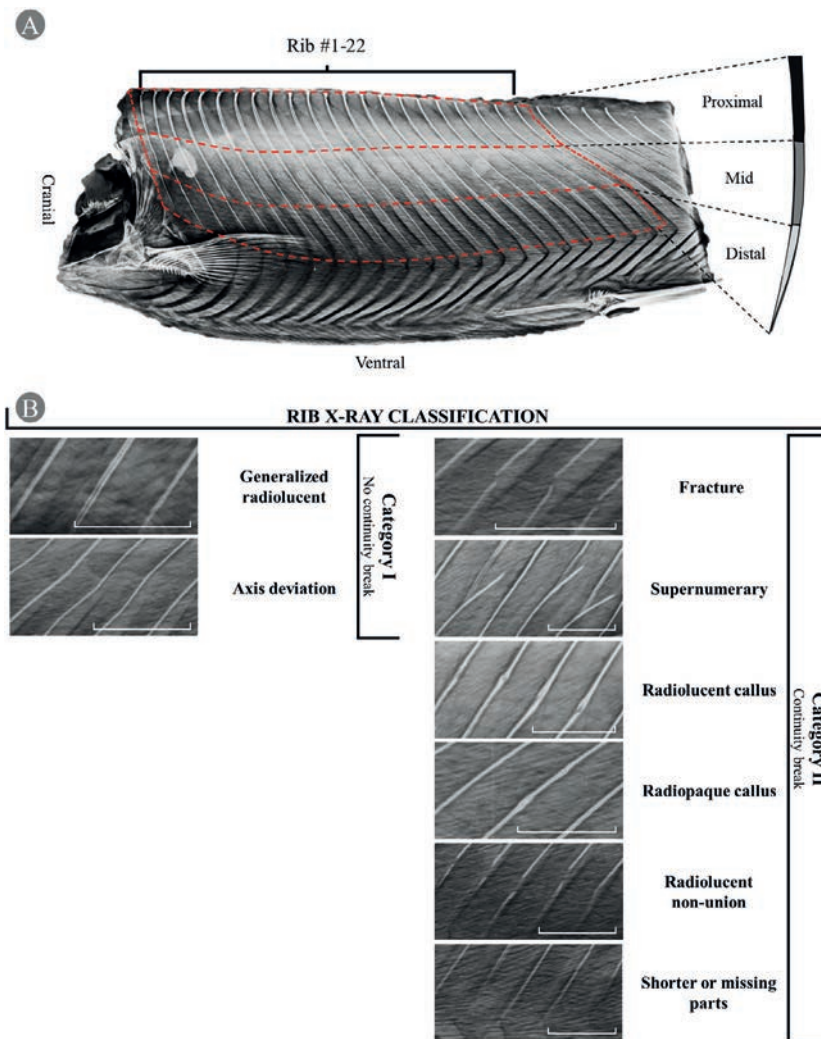 A
Rib #1-22
Proximal
Mid
Distal
Cranial
Ventral
B
RIB X-RAY CLASSIFICATION
Generalized
radiolucent
Axis deviation
Category I
No continuity break
Fracture
Supernumerary
Radiolucent callus
Radiopaque callus
Radiolucent
non-union
Shorter or missing
parts
Category II
Continuity break